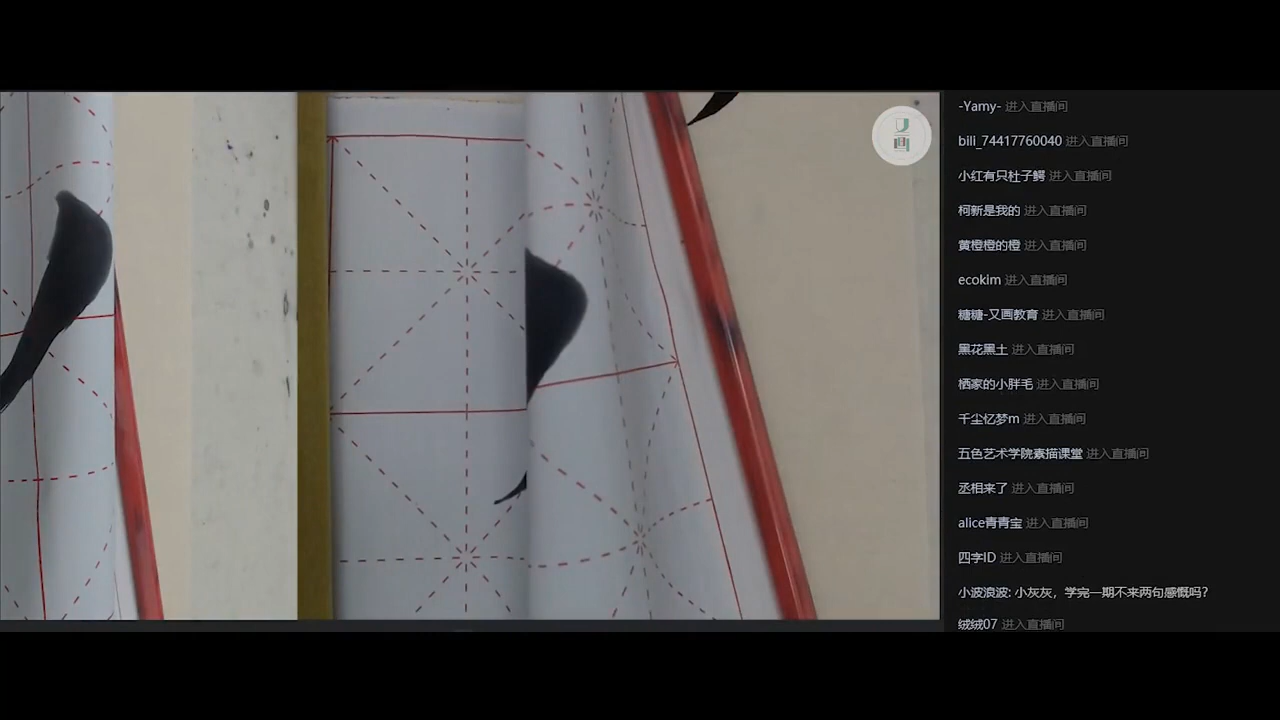 -Yamy- 进入直播间
bili_74417760040 进入直播间
小红有只杜子鳄 进入直播间
柯新是我的 进入直播间
黄橙橙的橙 进入直播间
ecokim 进入直播间
糖糖-又画教育 进入直播间
黑花黑土 进入直播间
栖家的小胖毛 进入直播间
千尘忆梦m 进入直播间
五色艺术学院素描课堂 进入直播间
丞相来了 进入直播间
alice青青宝 进入直播间
四字ID 进入直播间
小波浪波: 小灰灰，学完一期不来两句感慨吗?
绒绒07 进入直播间